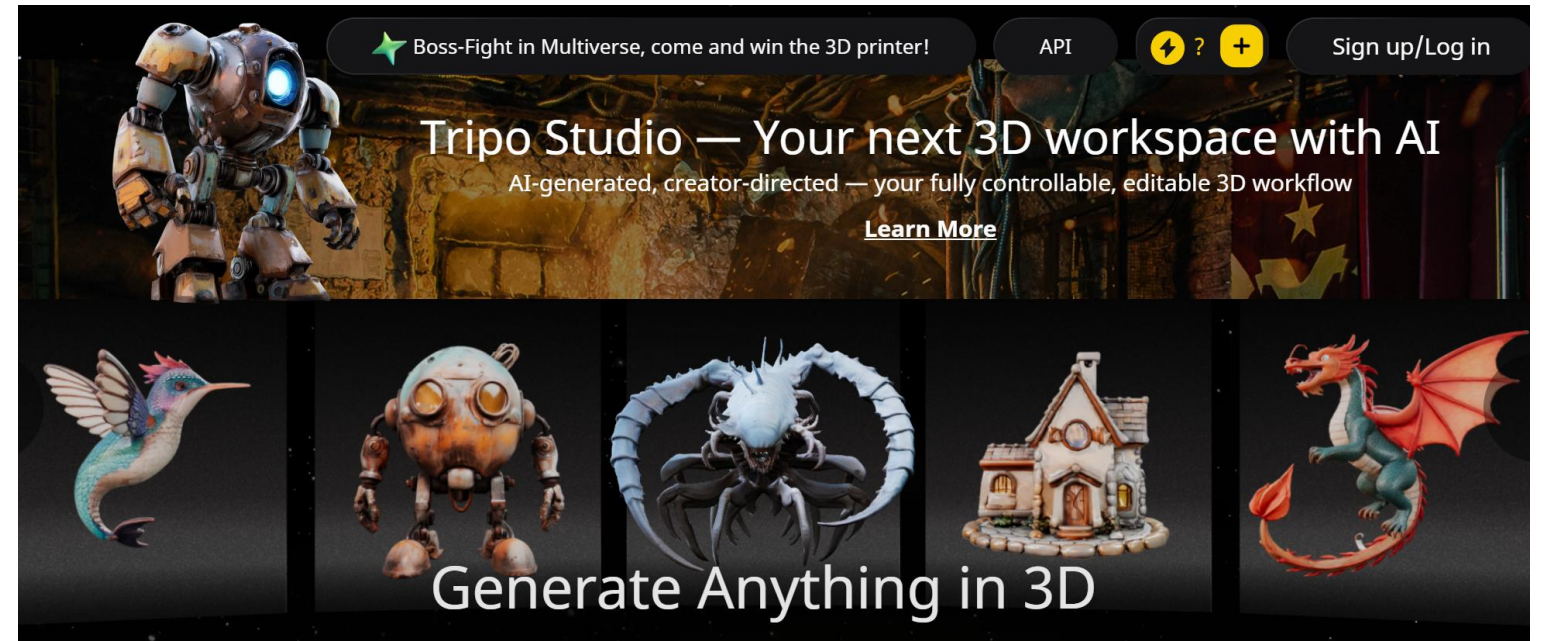 Boss-Fight in Multiverse, come and win the 3D printer!
API
?
+
Sign up/Log in
Tripo Studio — Your next 3D workspace with AI
AI-generated, creator-directed — your fully controllable, editable 3D workflow
Learn More
Generate Anything in 3D